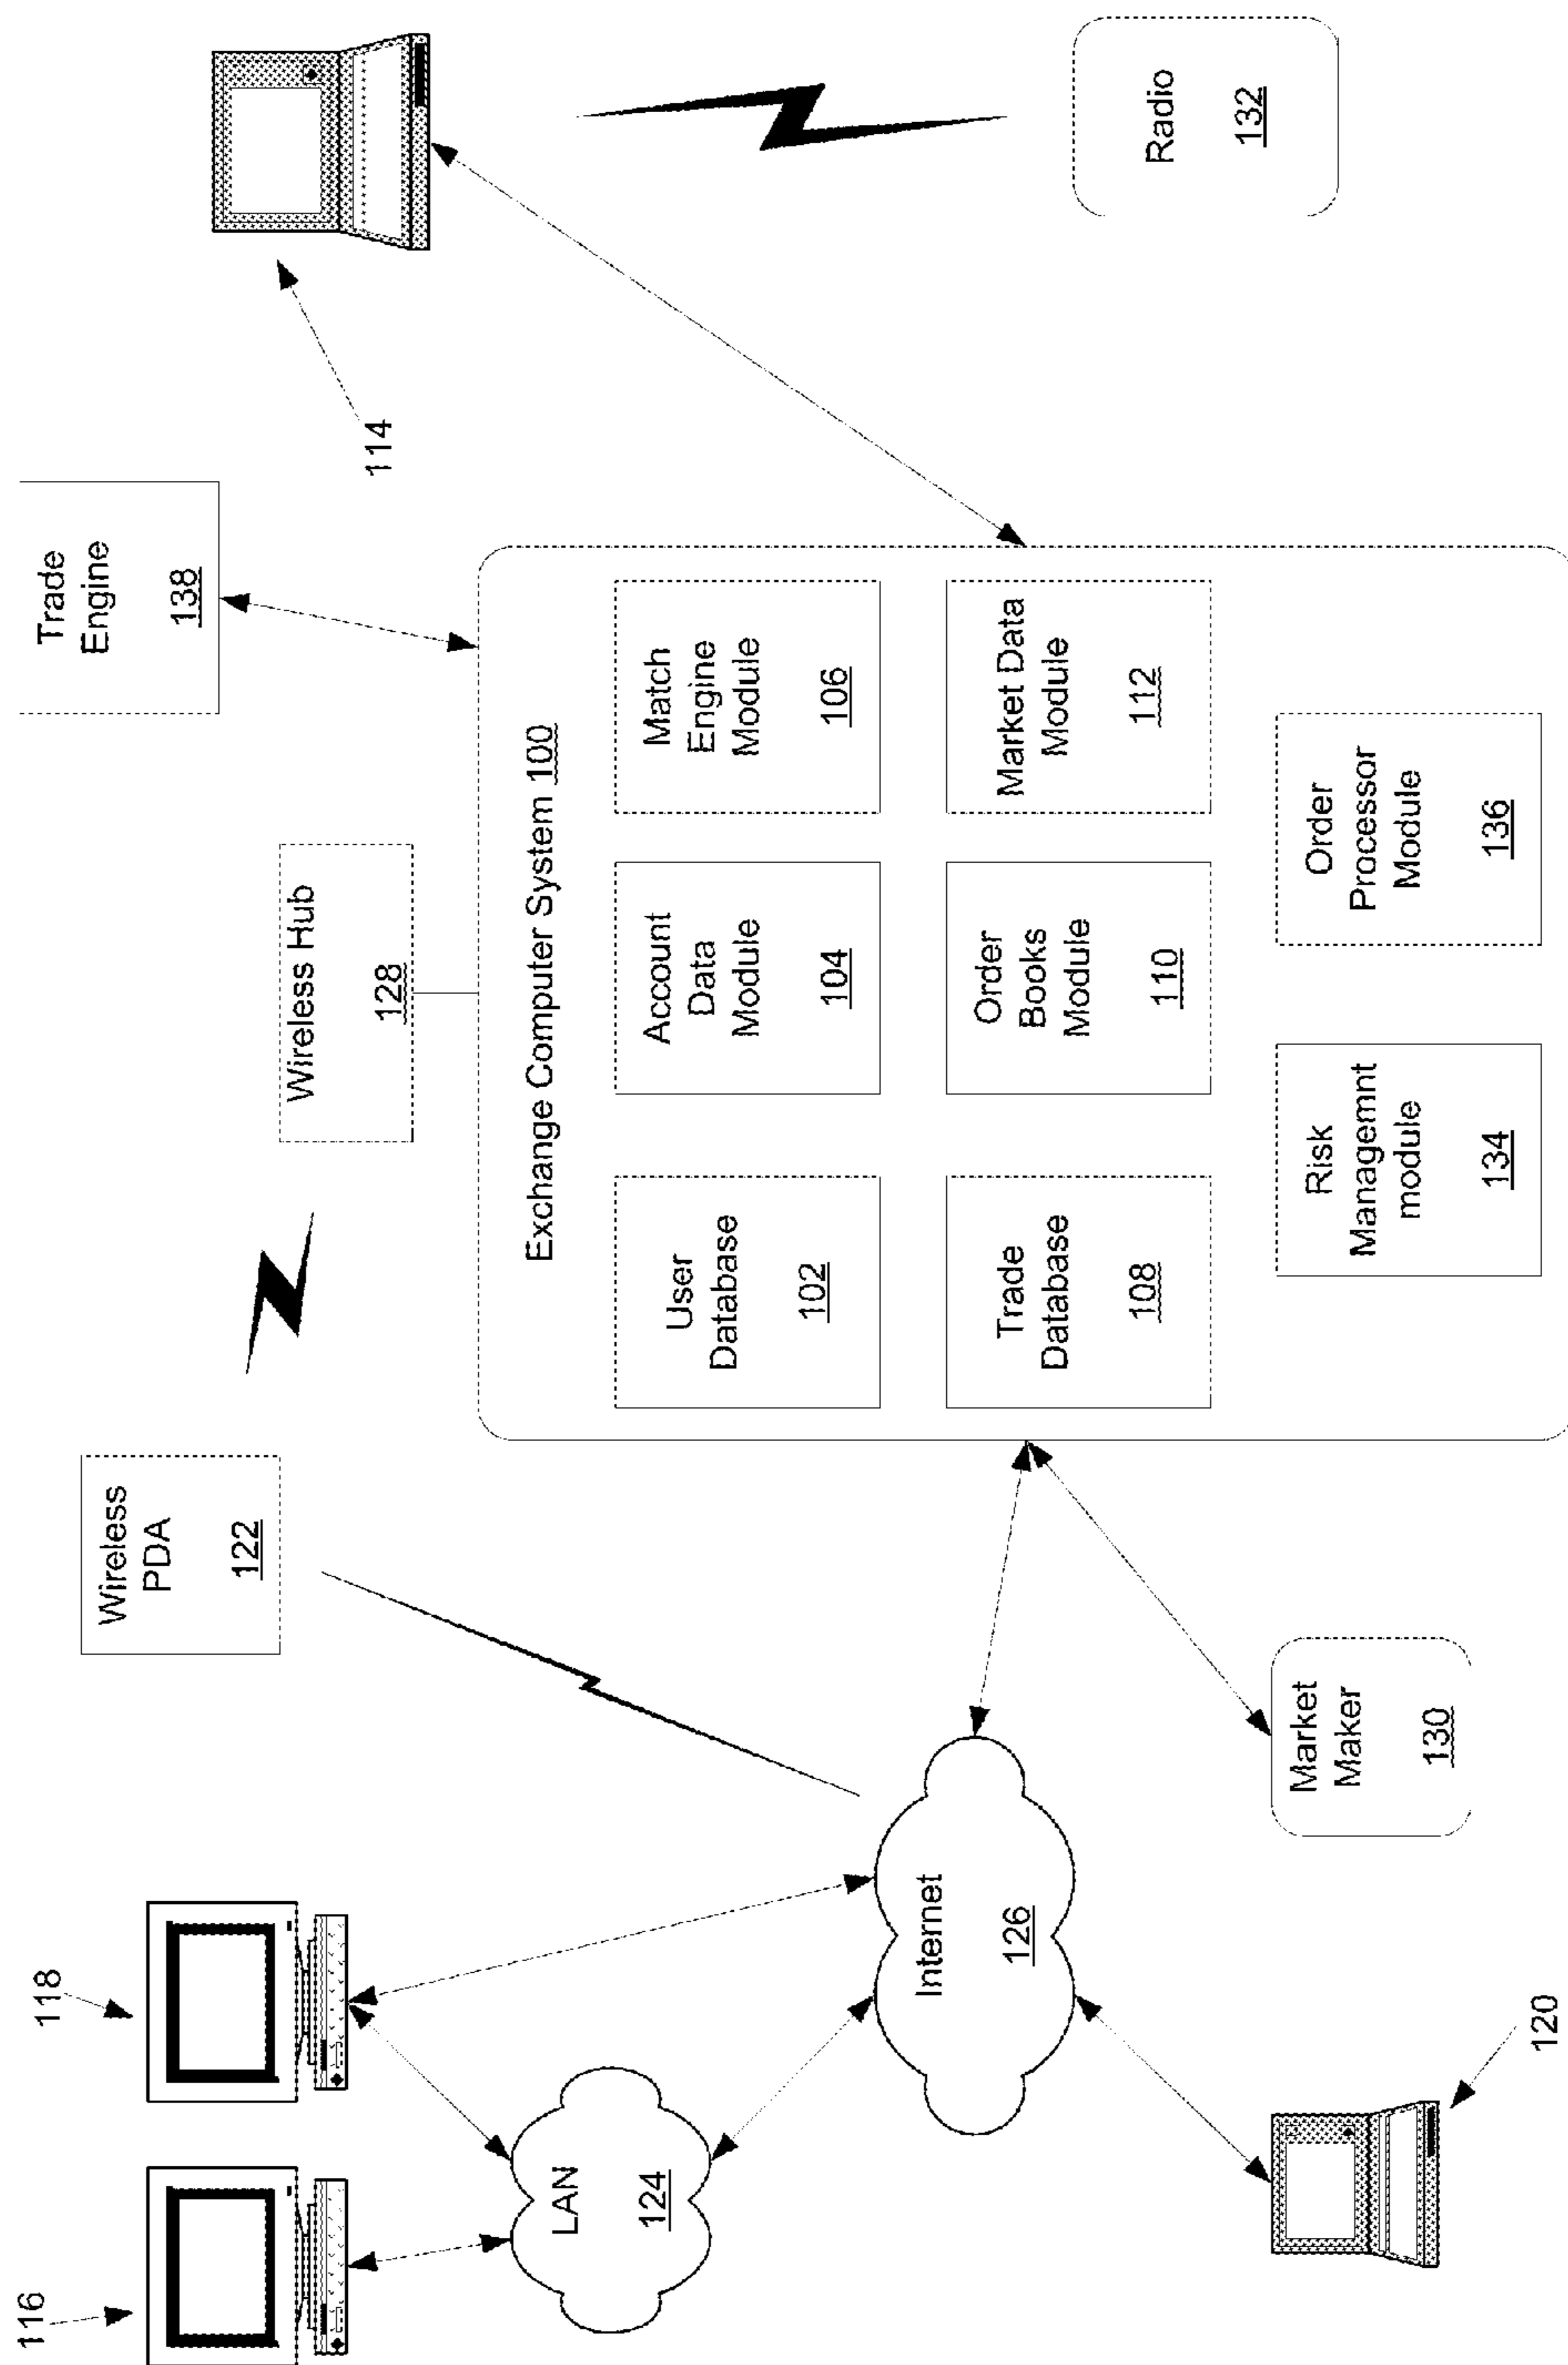 116
118
Wireless
PDA
122
Wireless Hub
128
Trade
Engine
138
114
LAN
124
Internet
126
Exchange Computer System 100
User
Database
102
Account
Data
Module
104
Match
Engine
Module
106
Trade
Database
108
Order
Books
Module
110
Market Data
Module
112
Risk
Managemnt
module
134
Order
Processor
Module
136
120
Market
Maker
130
Radio
132